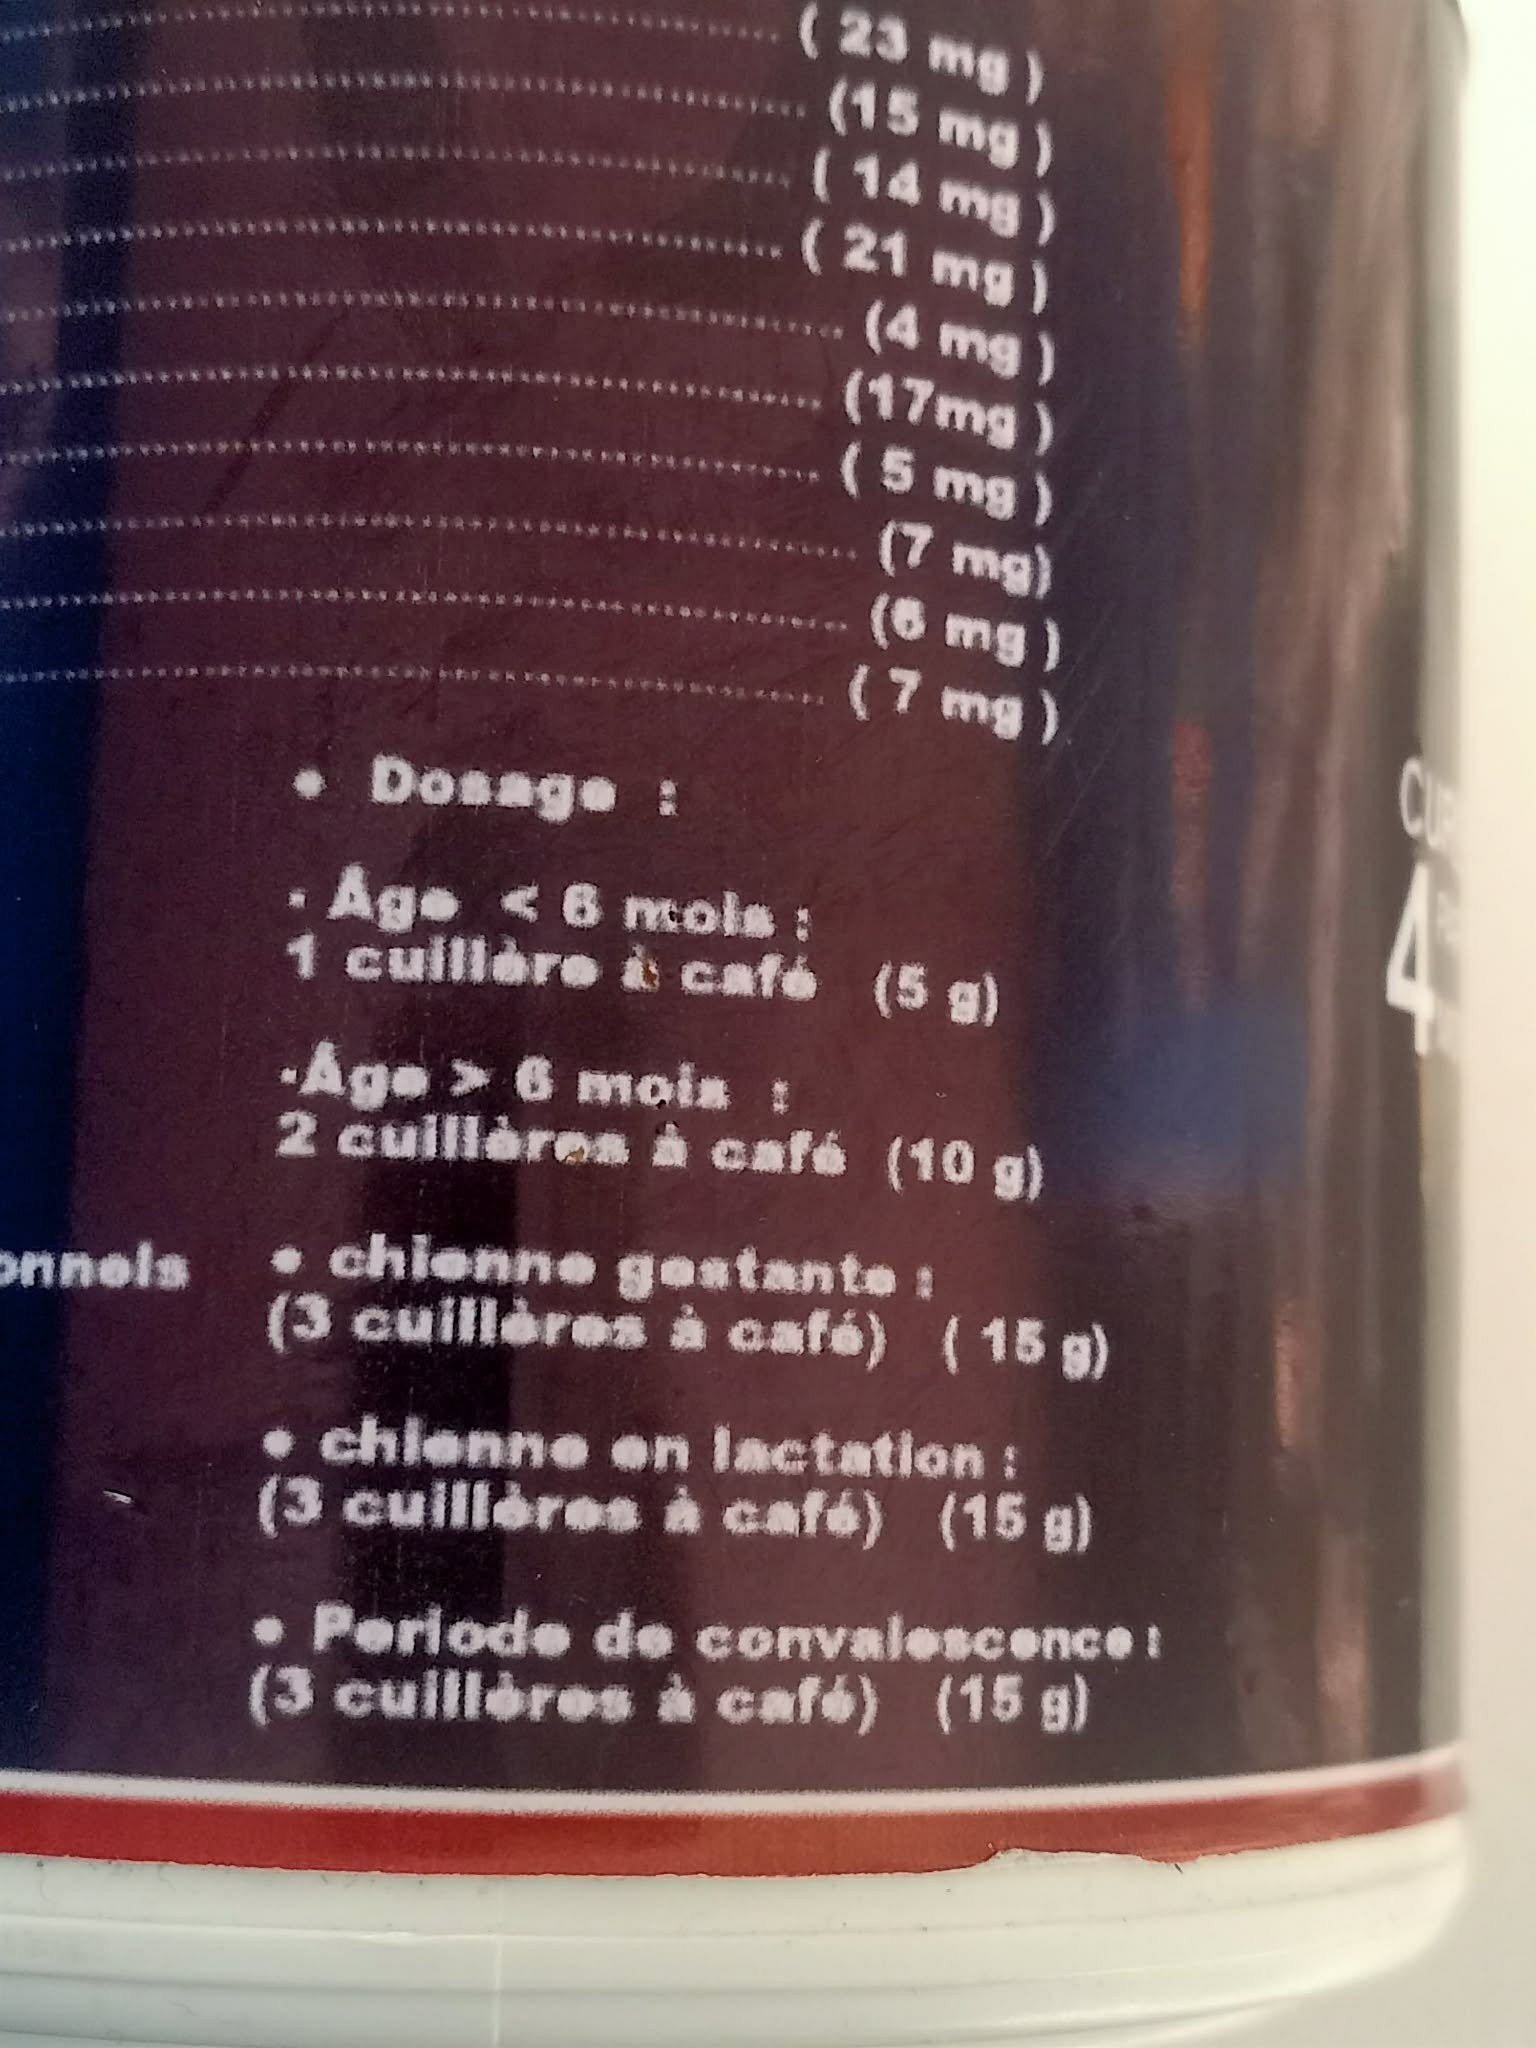 ( 23 mg )
(15 mg )
( 14 mg )
( 21 mg )
(4 mg )
(17mg )
( 5 mg )
(7 mg)
(6 mg )
( 7 mg )
• Dosage :
· Âge < 6 mois :
1 cuillère à café (5 g)
·Âge > 6 mois :
2 cuillères à café (10 g)
onnels
• chienne gestante :
(3 cuillères à café) ( 15 g)
• chienne en lactation :
(3 cuillères à café) (15 g)
• Periode de convalescence :
(3 cuillères à café) (15 g)
4